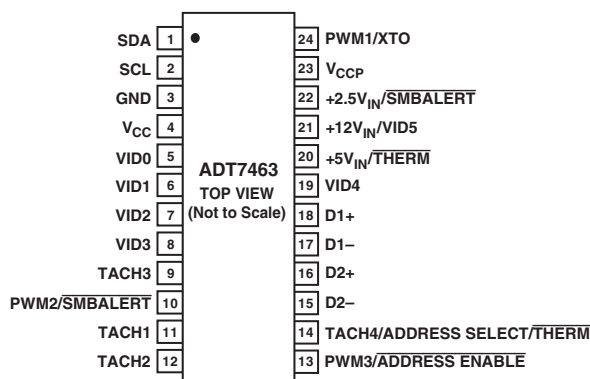 SDA 1
SCL 2
GND 3
VCC 4
VID0 5
VID1 6
VID2 7
VID3 8
TACH3 9
PWM2/SMBALERT 10
TACH1 11
TACH2 12
ADT7463
TOP VIEW
(Not to Scale)
24 PWM1/XTO
23 VCCP
22 +2.5VIN/SMBALERT
21 +12VIN/VID5
20 +5VIN/THERM
19 VID4
18 D1+
17 D1–
16 D2+
15 D2–
14 TACH4/ADDRESS SELECT/THERM
13 PWM3/ADDRESS ENABLE